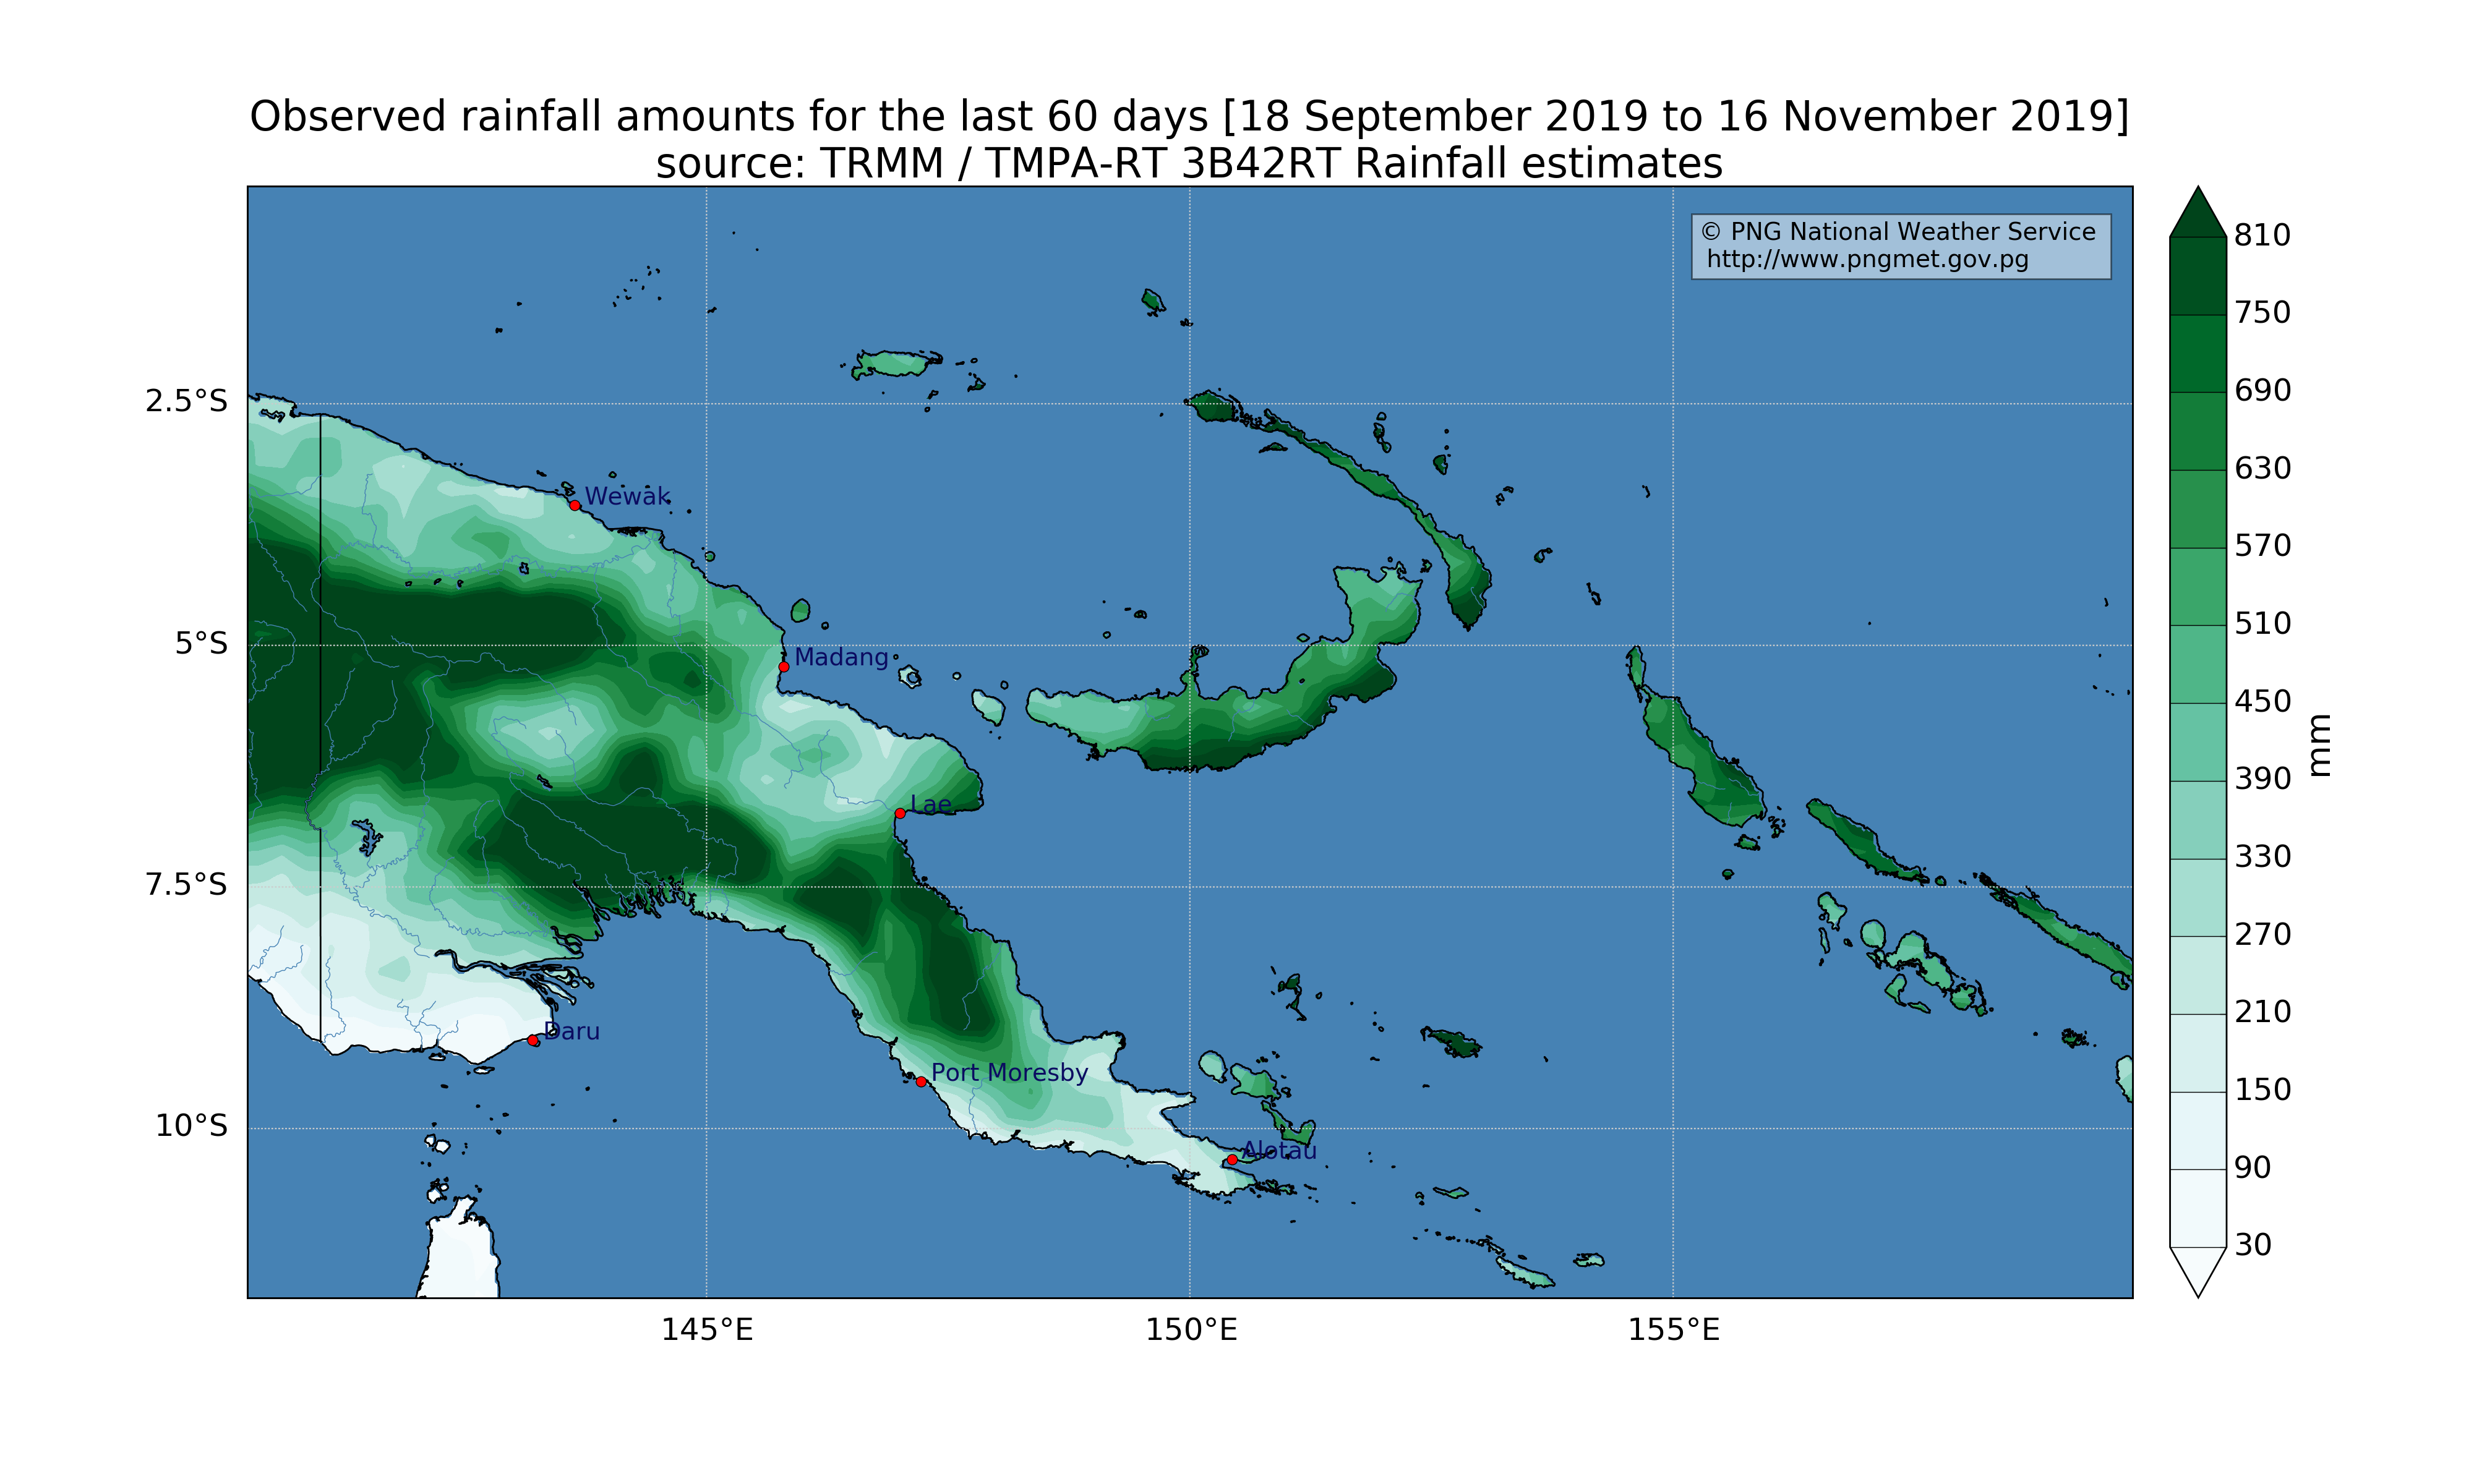 Observed rainfall amounts for the last 60 days [18 September 2019 to 16 November 2019]
source: TRMM / TMPA-RT 3B42RT Rainfall estimates
© PNG National Weather Service
http://www.pngmet.gov.pg
2.5°S
5°S
7.5°S
10°S
145°E
150°E
155°E
Wewak
Madang
Lae
Daru
Port Moresby
Alotau
810
750
690
630
570
510
450
390
330
270
210
150
90
30
mm